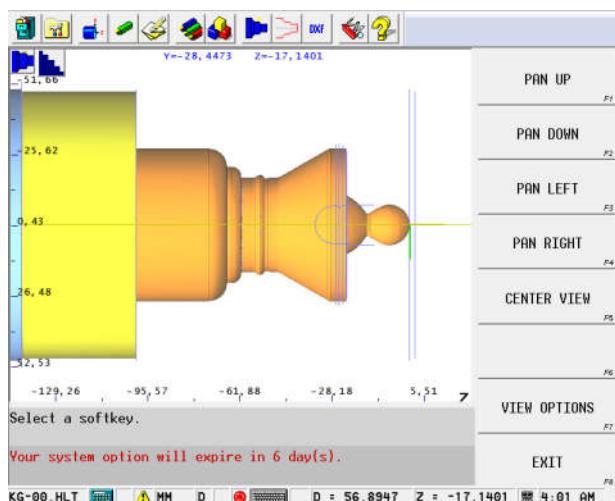 DXf
Y=-28,4473 Z=-17,1401
-51,66
-25,62
0,43
26,48
52,53
-129,26 -95,57 -61,88 -28,18 5,51 Z
PAN UP
F1
PAN DOWN
F2
PAN LEFT
F3
PAN RIGHT
F4
CENTER VIEW
F5
F6
VIEW OPTIONS
F7
EXIT
F8
Select a softkey.
Your system option will expire in 6 day(s).
KG-00.HLT MM D D = 56.8947 Z = -17.1401 4:01 AM